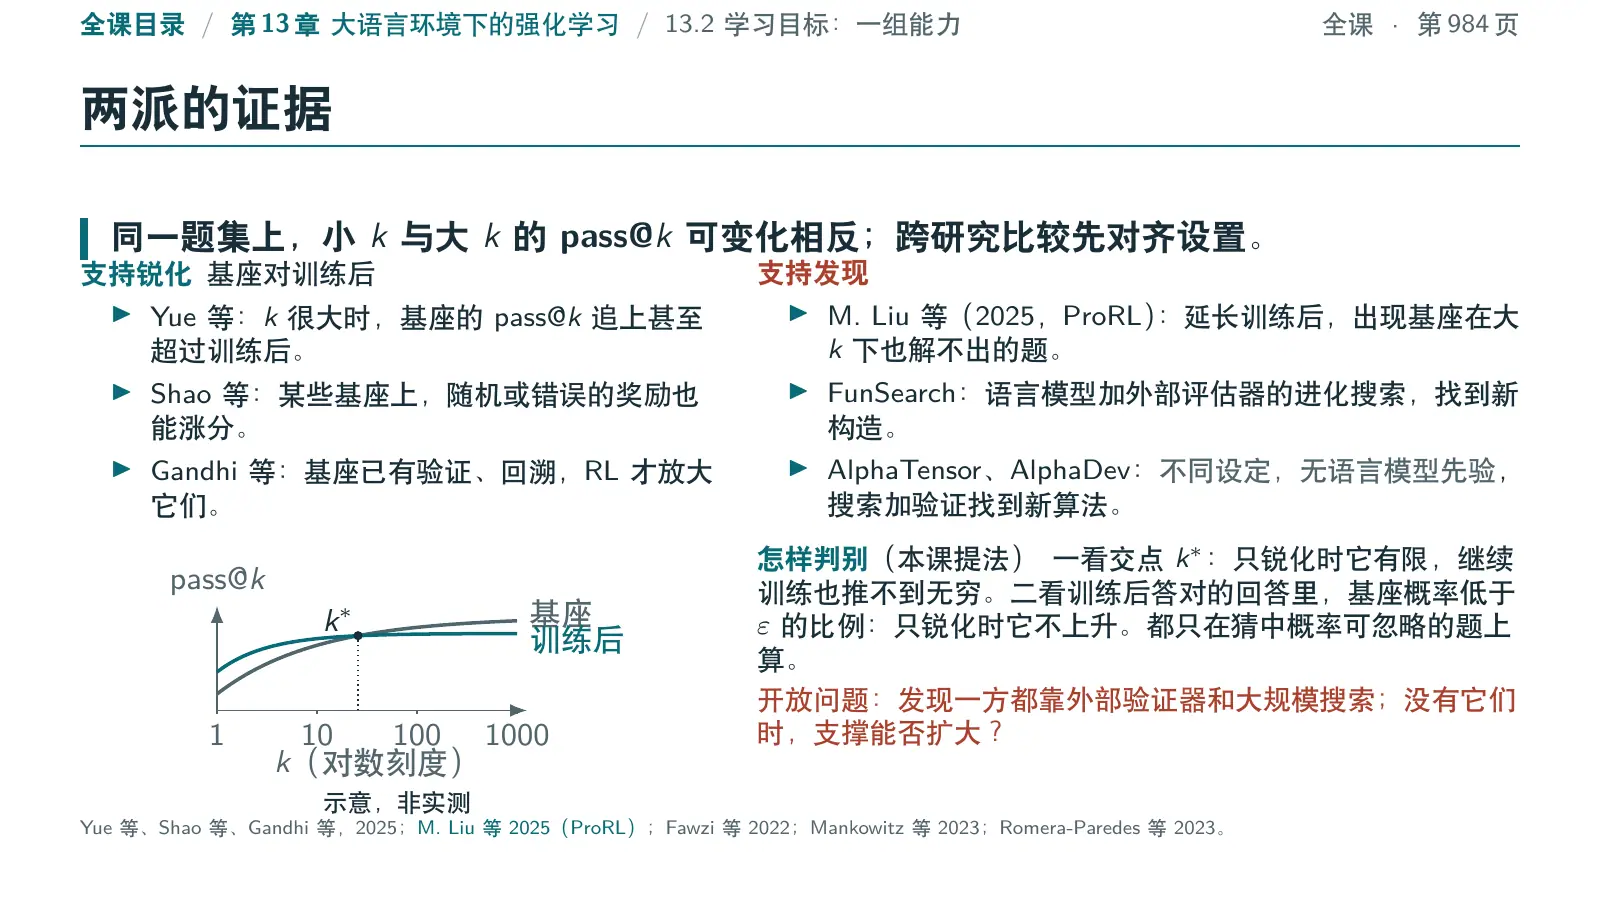 全课目录 / 第 13 章 大语言环境下的强化学习 / 13.2 学习目标：一组能力
全课 · 第 984 页
两派的证据
同一题集上，小 k 与大 k 的 pass@k 可变化相反；跨研究比较先对齐设置。
支持锐化 基座对训练后
▶ Yue 等：k 很大时，基座的 pass@k 追上甚至
超过训练后。
▶ Shao 等：某些基座上，随机或错误的奖励也
能涨分。
▶ Gandhi 等：基座已有验证、回溯，RL 才放大
它们。
pass@k
k*
基座
训练后
1 10 100 1000
k（对数刻度）
示意，非实测
支持发现
▶ M. Liu 等（2025，ProRL）：延长训练后，出现基座在大
k 下也解不出的题。
▶ FunSearch：语言模型加外部评估器的进化搜索，找到新
构造。
▶ AlphaTensor、AlphaDev：不同设定，无语言模型先验，
搜索加验证找到新算法。
怎样判别（本课提法） 一看交点 k*：只锐化时它有限，继续
训练也推不到无穷。二看训练后答对的回答里，基座概率低于
ε 的比例：只锐化时它不上升。都只在猜中概率可忽略的题上
算。
开放问题：发现一方都靠外部验证器和大规模搜索；没有它们
时，支撑能否扩大？
Yue 等、Shao 等、Gandhi 等，2025；M. Liu 等 2025（ProRL）；Fawzi 等 2022；Mankowitz 等 2023；Romera-Paredes 等 2023。